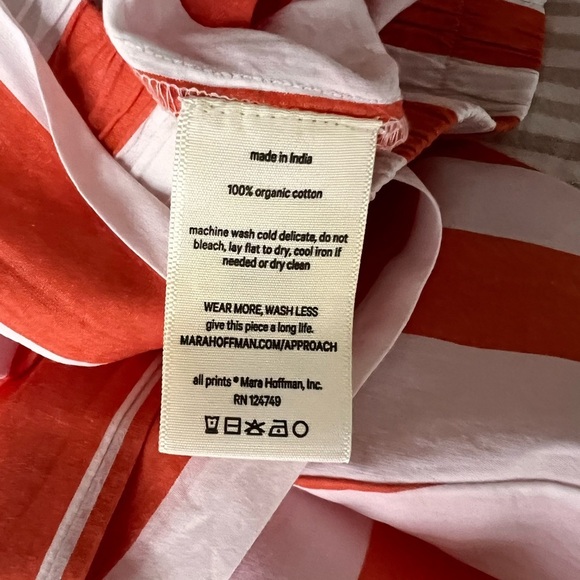 made in India
100% organic cotton
machine wash cold delicate, do not
bleach, lay flat to dry, cool iron if
needed or dry clean
WEAR MORE, WASH LESS
give this piece a long life.
MARAHOFFMAN.COM/APPROACH
all prints ® Mara Hoffman, Inc.
RN 124749